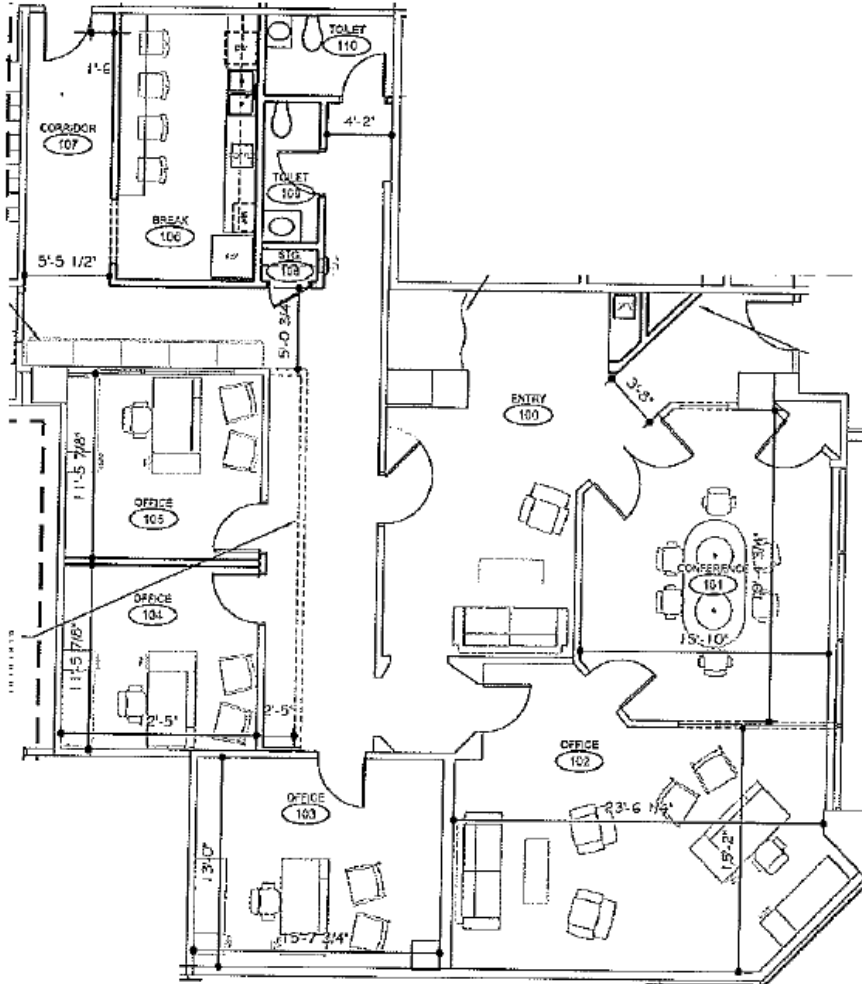 TOILET
110
1'-6
CORRIDOR
107
4'-2"
TOILET
109
BREAK
106
5'-5 1/2"
STG.
108
5'-0 3/4"
3'-8"
ENTRY
100
11'-5 7/8"
OFFICE
105
CONFERENCE
101
15'-10"
OFFICE
104
11'-5 7/8"
12'-5"
2'-5"
OFFICE
102
OFFICE
103
23'-6 1/4"
15'-2"
13'-0"
15'-7 3/4"